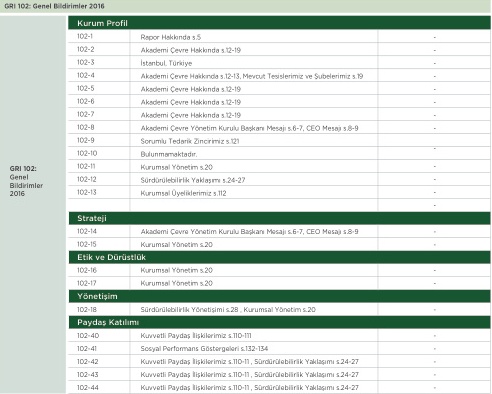 GRI 102: Genel Bildirimler 2016
Kurum Profil
102-1 Rapor Hakkında s.5 -
102-2 Akademi Çevre Hakkında s.12-19 -
102-3 İstanbul, Türkiye -
102-4 Akademi Çevre Hakkında s.12-13, Mevcut Tesislerimiz ve Şubelerimiz s.19 -
102-5 Akademi Çevre Hakkında s.12-19 -
102-6 Akademi Çevre Hakkında s.12-19 -
102-7 Akademi Çevre Hakkında s.12-19 -
102-8 Akademi Çevre Yönetim Kurulu Başkanı Mesajı s.6-7, CEO Mesajı s.8-9 -
102-9 Sorumlu Tedarik Zincirimiz s.121
102-10 Bulunmamaktadır. -
102-11 Kurumsal Yönetim s.20 -
102-12 Sürdürülebilirlik Yaklaşımı s.24-27 -
102-13 Kurumsal Üyeliklerimiz s.112 -
-
GRI 102:
Genel
Bildirimler
2016
Strateji
102-14 Akademi Çevre Yönetim Kurulu Başkanı Mesajı s.6-7, CEO Mesajı s.8-9 -
102-15 Kurumsal Yönetim s.20 -
Etik ve Dürüstlük
102-16 Kurumsal Yönetim s.20 -
102-17 Kurumsal Yönetim s.20 -
Yönetişim
102-18 Sürdürülebilirlik Yönetişimi s.28 , Kurumsal Yönetim s.20 -
Paydaş Katılımı
102-40 Kuvvetli Paydaş İlişkilerimiz s.110-111 -
102-41 Sosyal Performans Göstergeleri s.132-134 -
102-42 Kuvvetli Paydaş İlişkilerimiz s.110-11 , Sürdürülebilirlik Yaklaşımı s.24-27 -
102-43 Kuvvetli Paydaş İlişkilerimiz s.110-11 , Sürdürülebilirlik Yaklaşımı s.24-27 -
102-44 Kuvvetli Paydaş İlişkilerimiz s.110-11 , Sürdürülebilirlik Yaklaşımı s.24-27 -